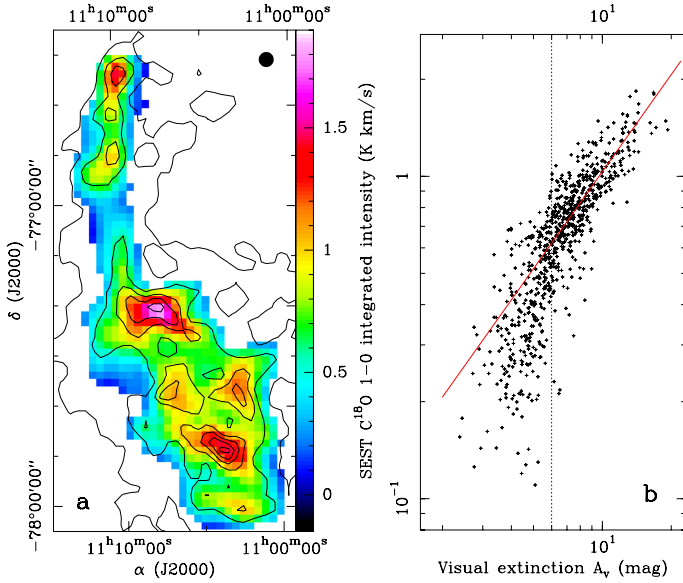 11ʰ10ᵐ00ˢ 11ʰ00ᵐ00ˢ
10¹
−77°00'00"
−78°00'00"
δ (J2000)
a
11ʰ10ᵐ00ˢ 11ʰ00ᵐ00ˢ
α (J2000)
1.5
1
0.5
0
SEST C¹⁸O 1−0 integrated intensity (K km/s)
1
10⁻¹
b
10¹
Visual extinction Aᵥ (mag)